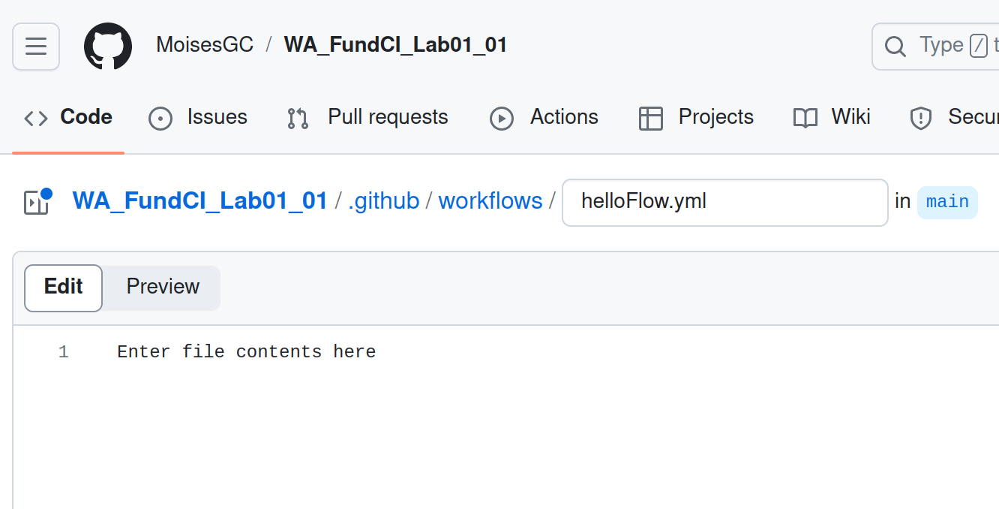 MoisesGC / WA_FundCI_Lab01_01 Type / t
Code Issues Pull requests Actions Projects Wiki Secur
WA_FundCI_Lab01_01 / .github / workflows / helloFlow.yml in main
Edit Preview
1 Enter file contents here